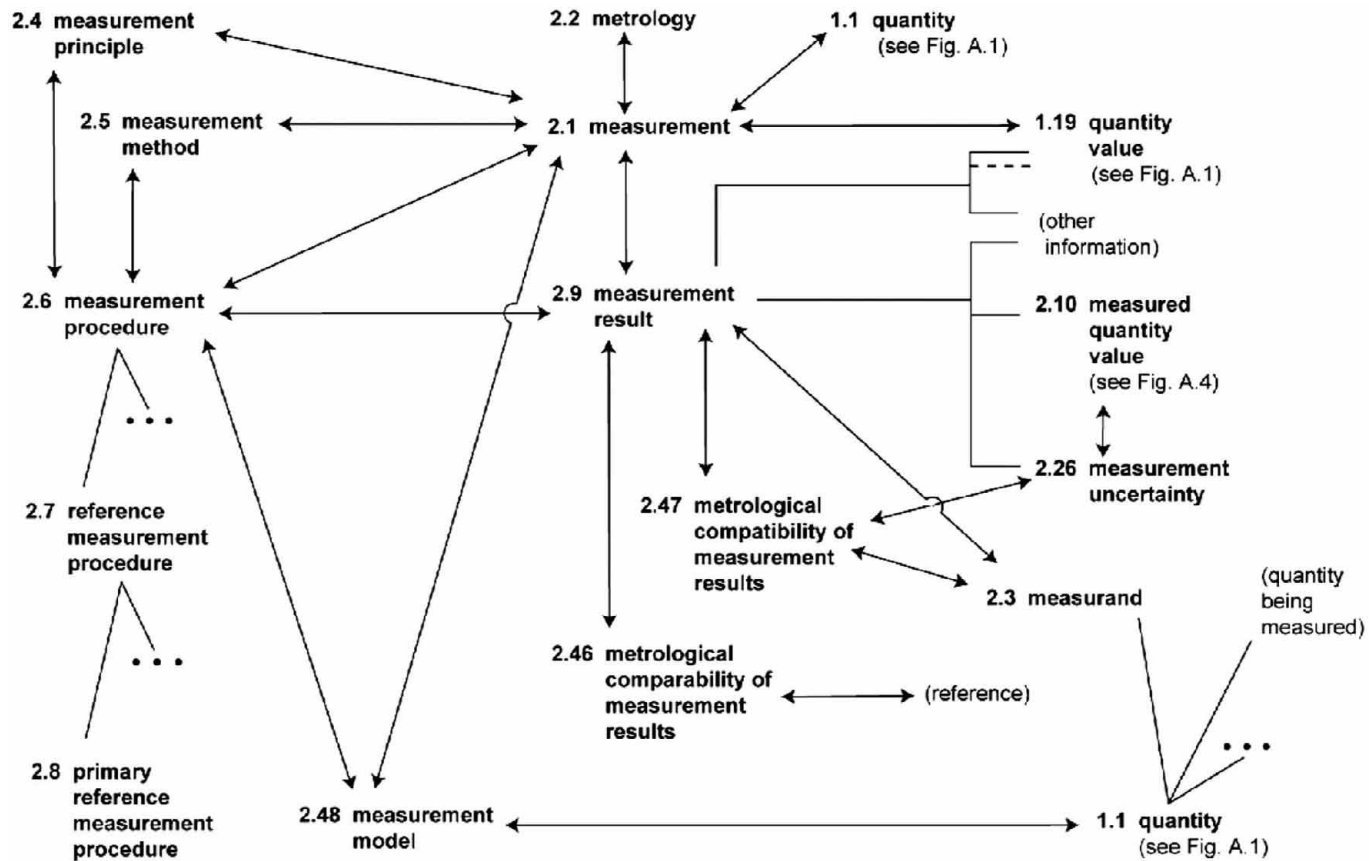 2.4 measurement
principle
2.2 metrology
1.1 quantity
(see Fig. A.1)
2.5 measurement
method
2.1 measurement
1.19 quantity
value
(see Fig. A.1)
(other
information)
2.6 measurement
procedure
2.9 measurement
result
2.10 measured
quantity
value
(see Fig. A.4)
• • •
2.26 measurement
uncertainty
2.7 reference
measurement
procedure
2.47 metrological
compatibility of
measurement
results
2.3 measurand
(quantity
being
measured)
• • •
2.46 metrological
comparability of
measurement
results
(reference)
• • •
2.8 primary
reference
measurement
procedure
2.48 measurement
model
1.1 quantity
(see Fig. A.1)